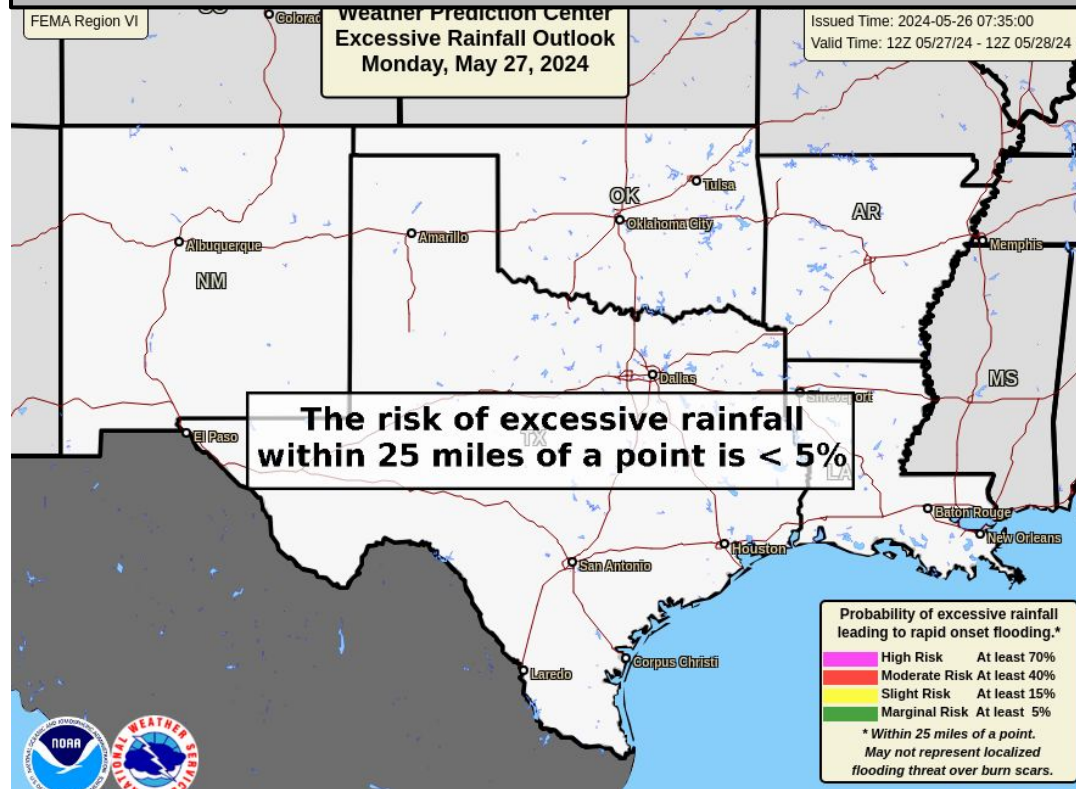 FEMA Region VI
Weather Prediction Center
Excessive Rainfall Outlook
Monday, May 27, 2024
Issued Time: 2024-05-26 07:35:00
Valid Time: 12Z 05/27/24 - 12Z 05/28/24
Tulsa
OK
Oklahoma City
AR
Albuquerque
Amarillo
Memphis
NM
Dallas
MS
Shreveport
The risk of excessive rainfall
within 25 miles of a point is < 5%
El Paso
TX
LA
Baton Rouge
New Orleans
Houston
San Antonio
Corpus Christi
Laredo
Probability of excessive rainfall
leading to rapid onset flooding.*
High Risk At least 70%
Moderate Risk At least 40%
Slight Risk At least 15%
Marginal Risk At least 5%
* Within 25 miles of a point.
May not represent localized
flooding threat over burn scars.
NOAA